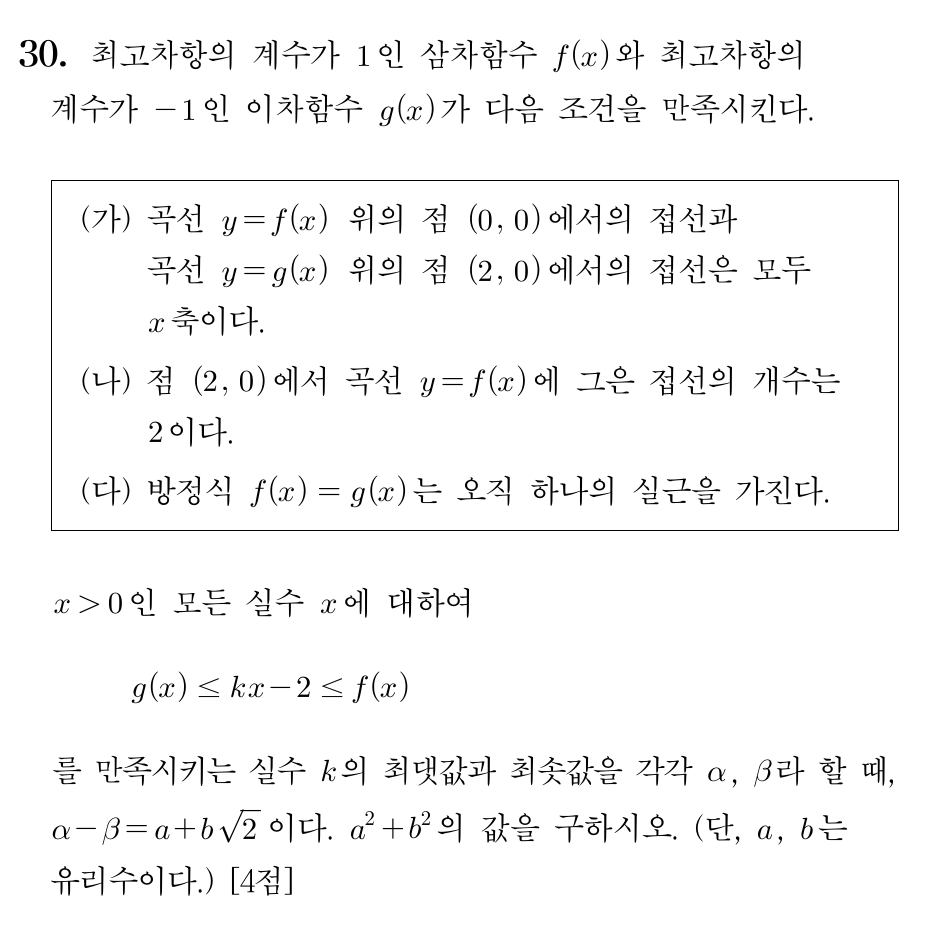 30. 최고차항의 계수가 1인 삼차함수 f(x)와 최고차항의
계수가 −1인 이차함수 g(x)가 다음 조건을 만족시킨다.
(가) 곡선 y=f(x) 위의 점 (0, 0)에서의 접선과
곡선 y=g(x) 위의 점 (2, 0)에서의 접선은 모두
x축이다.
(나) 점 (2, 0)에서 곡선 y=f(x)에 그은 접선의 개수는
2이다.
(다) 방정식 f(x)=g(x)는 오직 하나의 실근을 가진다.
x>0인 모든 실수 x에 대하여
g(x)≤kx−2≤f(x)
를 만족시키는 실수 k의 최댓값과 최솟값을 각각 α, β라 할 때,
α−β=a+b√2이다. a²+b²의 값을 구하시오. (단, a, b는
유리수이다.) [4점]